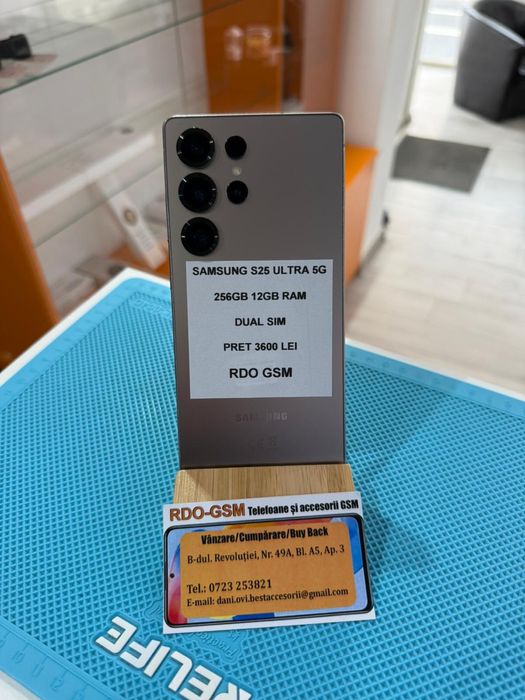 SAMSUNG S25 ULTRA 5G
256GB 12GB RAM
DUAL SIM
PRET 3600 LEI
RDO GSM
SAMSUNG
RDO-GSM Telefoane și accesorii GSM
Vânzare/Cumpărare/Buy Back
B-dul. Revoluției, Nr. 49A, Bl. A5, Ap. 3
Tel.: 0723 253821
E-mail: dani.ovi.bestaccesorii@gmail.com
RELIFE